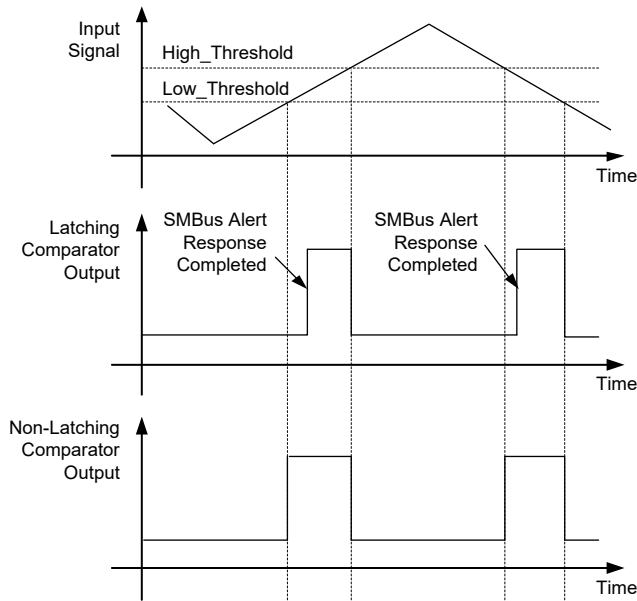 Input
Signal
High_Threshold
Low_Threshold
Time
Latching
Comparator
Output
SMBus Alert
Response
Completed
SMBus Alert
Response
Completed
Time
Non-Latching
Comparator
Output
Time